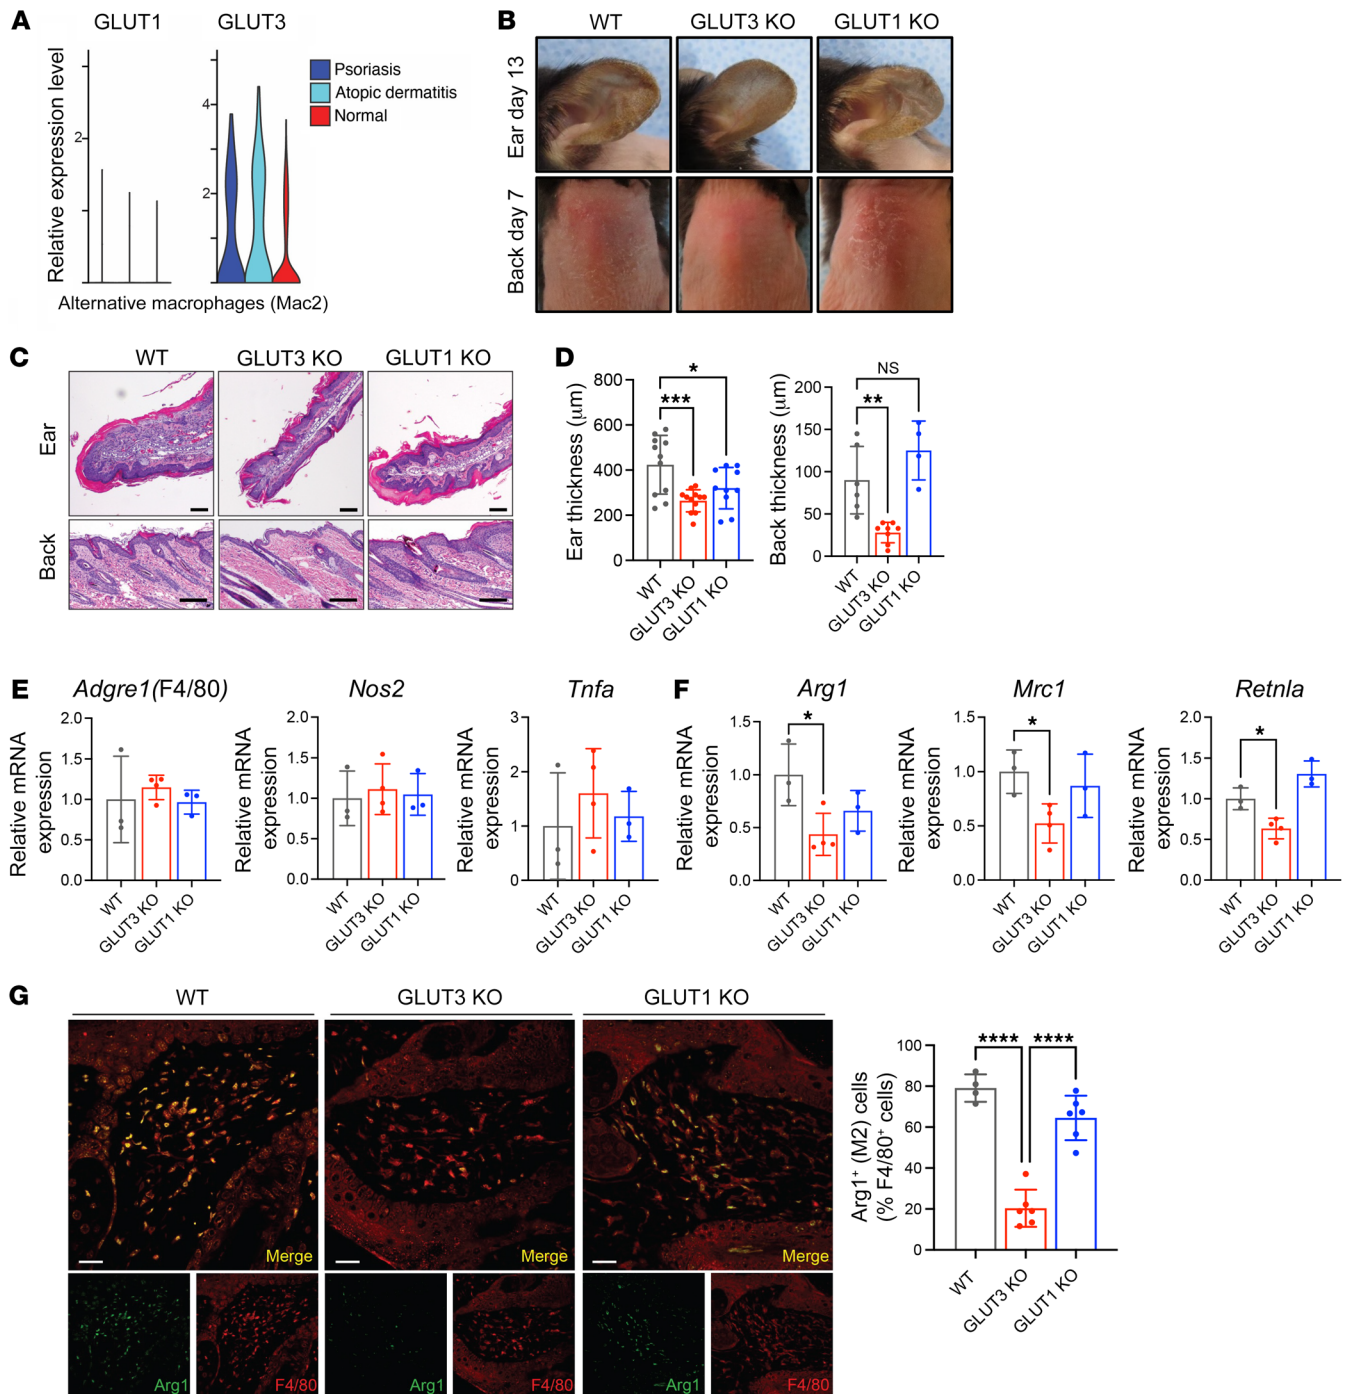 A
GLUT1
GLUT3
Relative expression level
2
4
2
Psoriasis
Atopic dermatitis
Normal
Alternative macrophages (Mac2)
B
WT
GLUT3 KO
GLUT1 KO
Ear day 13
Back day 7
C
WT
GLUT3 KO
GLUT1 KO
Ear
Back
D
Ear thickness (μm)
800
600
400
200
0
*
***
WT
GLUT3 KO
GLUT1 KO
Back thickness (μm)
200
150
100
50
0
NS
**
WT
GLUT3 KO
GLUT1 KO
E
Adgre1(F4/80)
Relative mRNA
expression
2.0
1.5
1.0
0.5
0.0
WT
GLUT3 KO
GLUT1 KO
Nos2
Relative mRNA
expression
2.0
1.5
1.0
0.5
0.0
WT
GLUT3 KO
GLUT1 KO
Tnfa
Relative mRNA
expression
3
2
1
0
WT
GLUT3 KO
GLUT1 KO
F
Arg1
Relative mRNA
expression
1.5
1.0
0.5
0.0
*
WT
GLUT3 KO
GLUT1 KO
Mrc1
Relative mRNA
expression
1.5
1.0
0.5
0.0
*
WT
GLUT3 KO
GLUT1 KO
Retnla
Relative mRNA
expression
2.0
1.5
1.0
0.5
0.0
*
WT
GLUT3 KO
GLUT1 KO
G
WT
GLUT3 KO
GLUT1 KO
Merge
Merge
Merge
Arg1
F4/80
Arg1
F4/80
Arg1
F4/80
Arg1⁺ (M2) cells
(% F4/80⁺ cells)
100
80
60
40
20
0
****
****
WT
GLUT3 KO
GLUT1 KO